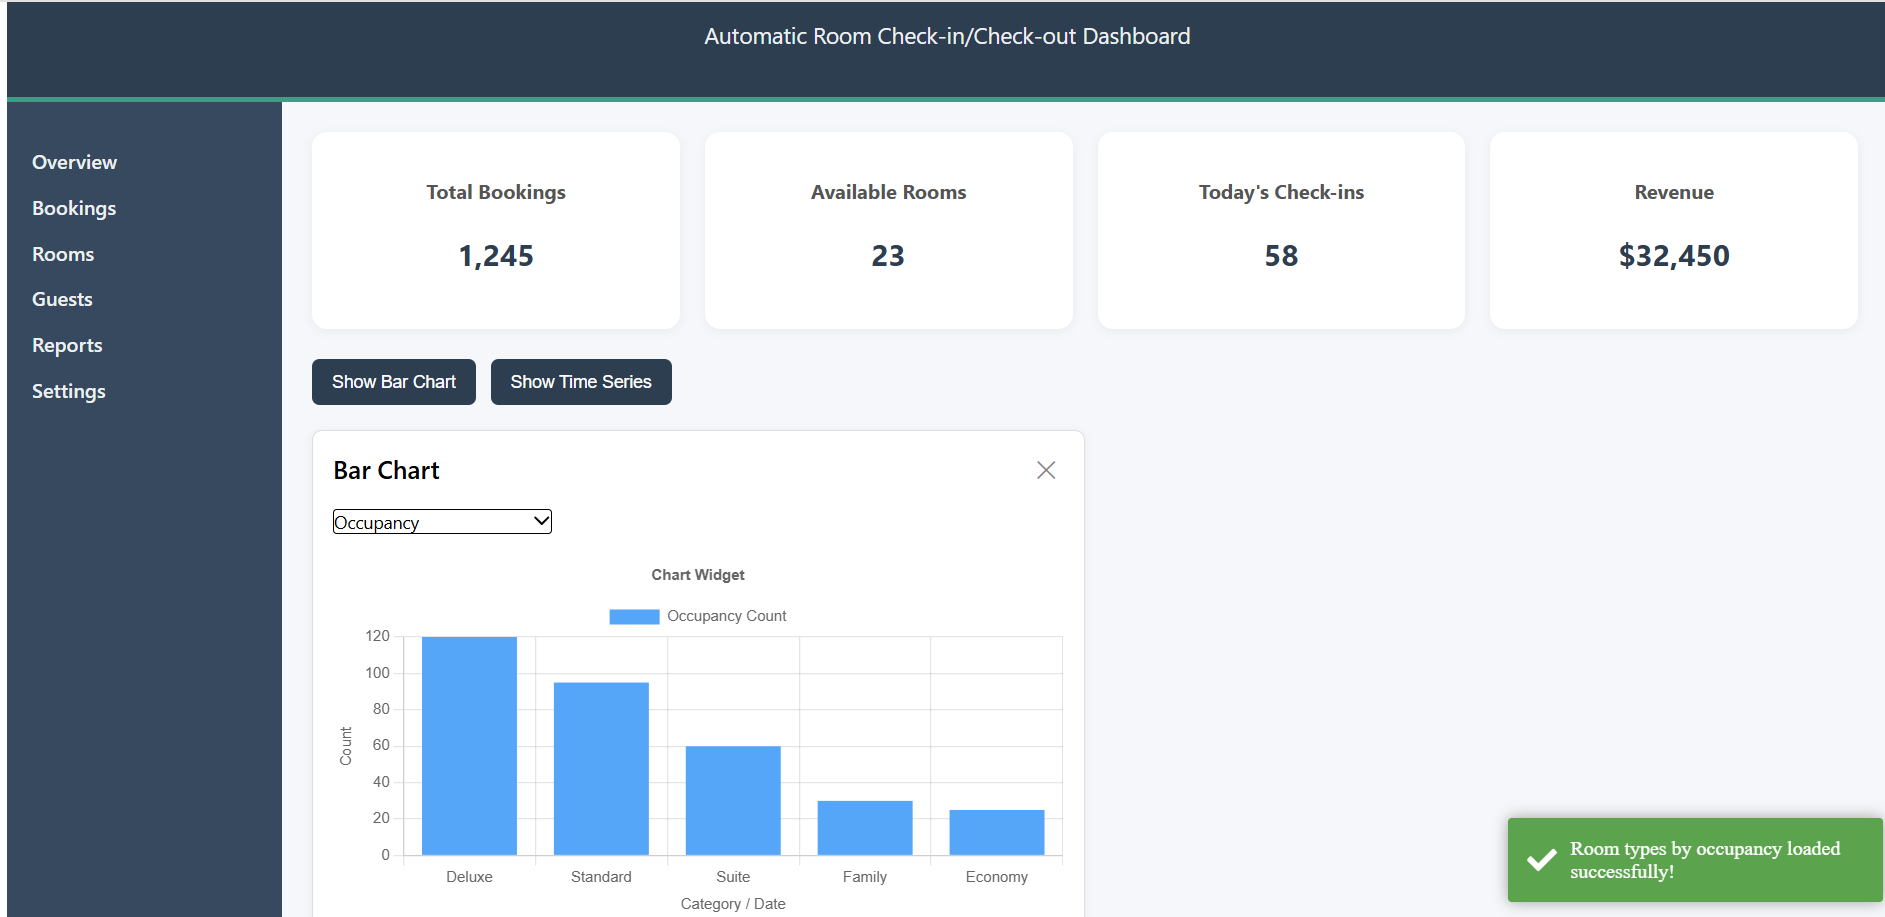 Automatic Room Check-in/Check-out Dashboard
Overview
Bookings
Rooms
Guests
Reports
Settings
Total Bookings
1,245
Available Rooms
23
Today's Check-ins
58
Revenue
$32,450
Show Bar Chart
Show Time Series
Bar Chart
Occupancy
Chart Widget
Occupancy Count
Count
120
100
80
60
40
20
0
Deluxe
Standard
Suite
Family
Economy
Category / Date
Room types by occupancy loaded
successfully!